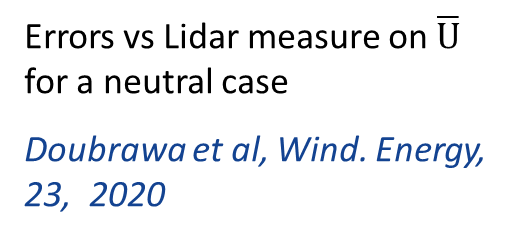 Errors vs Lidar measure on U̅
for a neutral case
Doubrawa et al, Wind. Energy,
23, 2020